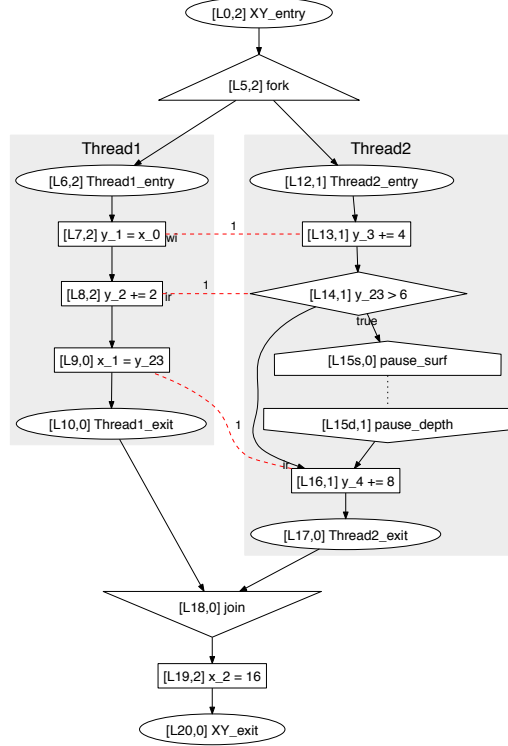 [L0,2] XY_entry
[L5,2] fork
Thread1
Thread2
[L6,2] Thread1_entry
[L12,1] Thread2_entry
[L7,2] y_1 = x_0
wi
1
[L13,1] y_3 += 4
[L8,2] y_2 += 2
ir
1
[L14,1] y_23 > 6
true
[L9,0] x_1 = y_23
[L15s,0] pause_surf
[L10,0] Thread1_exit
1
[L15d,1] pause_depth
ir
[L16,1] y_4 += 8
[L17,0] Thread2_exit
[L18,0] join
[L19,2] x_2 = 16
[L20,0] XY_exit